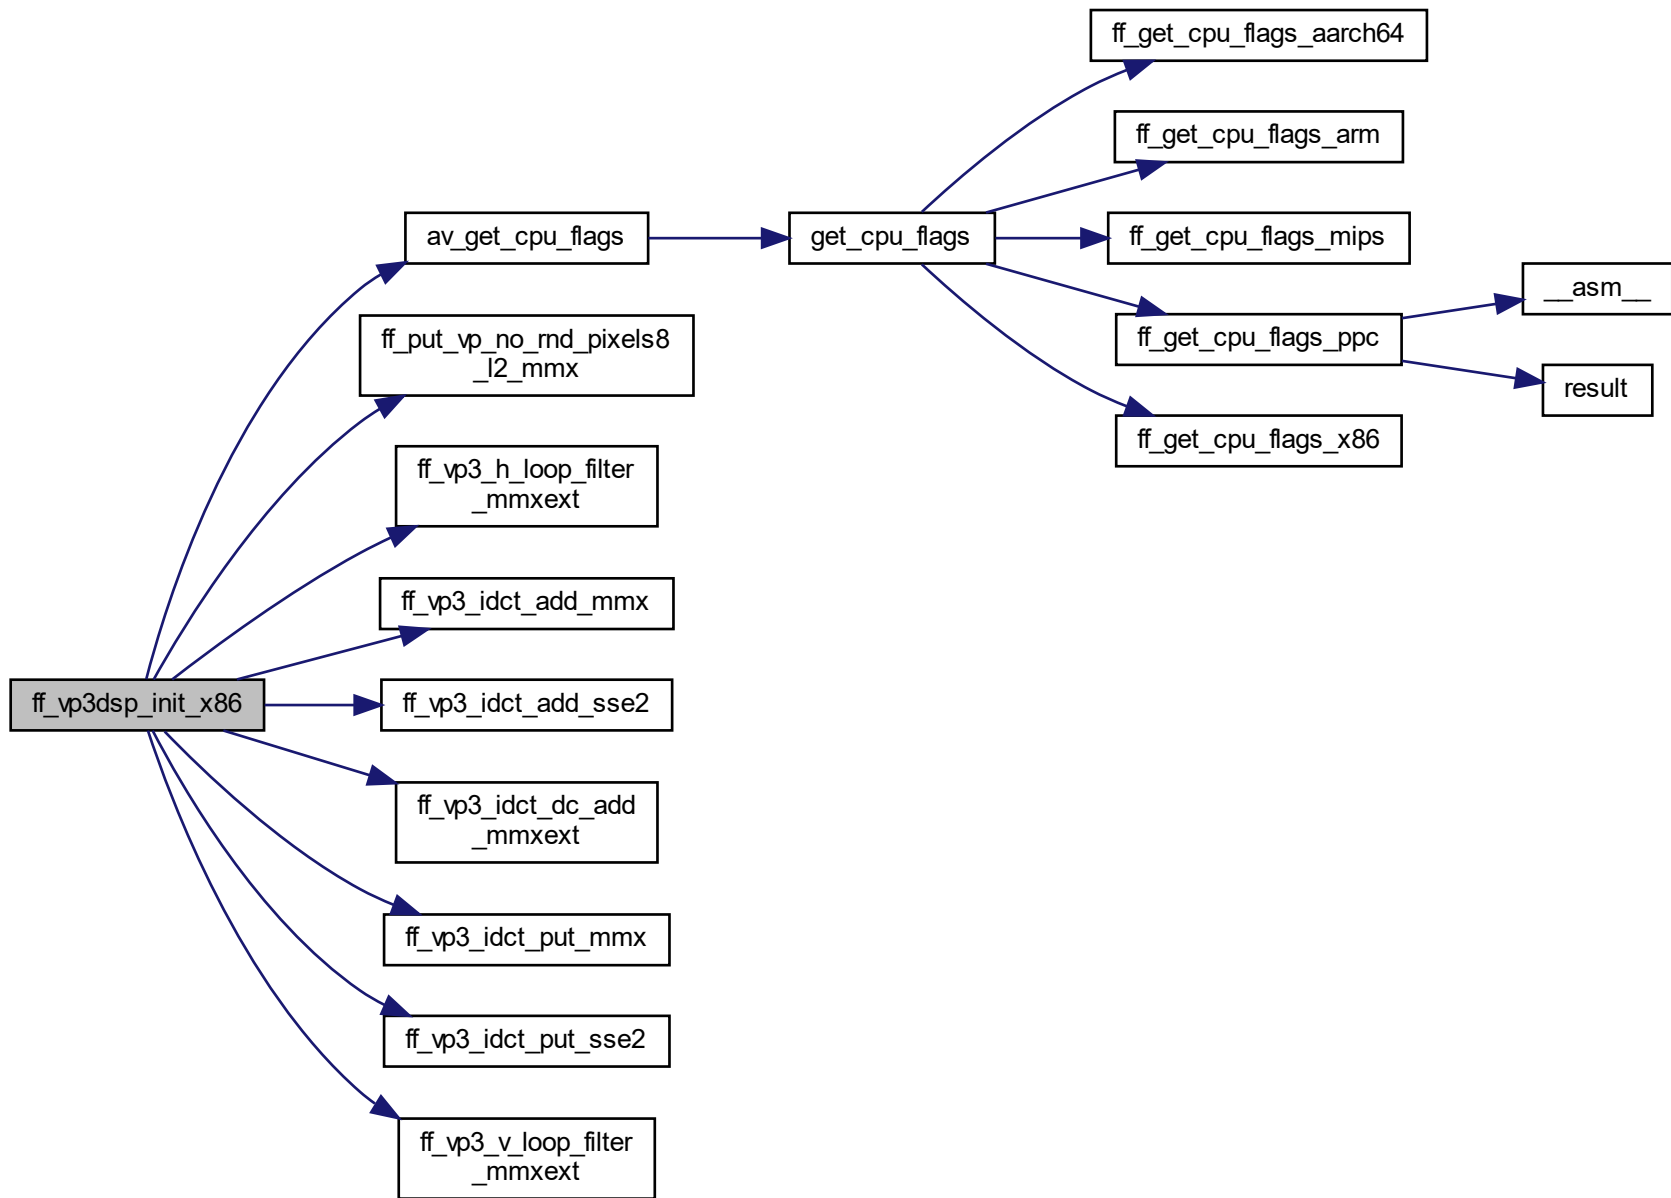 ff_get_cpu_flags_aarch64
ff_get_cpu_flags_arm
av_get_cpu_flags
get_cpu_flags
ff_get_cpu_flags_mips
__asm__
ff_put_vp_no_rnd_pixels8
_l2_mmx
ff_get_cpu_flags_ppc
result
ff_get_cpu_flags_x86
ff_vp3_h_loop_filter
_mmxext
ff_vp3_idct_add_mmx
ff_vp3dsp_init_x86
ff_vp3_idct_add_sse2
ff_vp3_idct_dc_add
_mmxext
ff_vp3_idct_put_mmx
ff_vp3_idct_put_sse2
ff_vp3_v_loop_filter
_mmxext